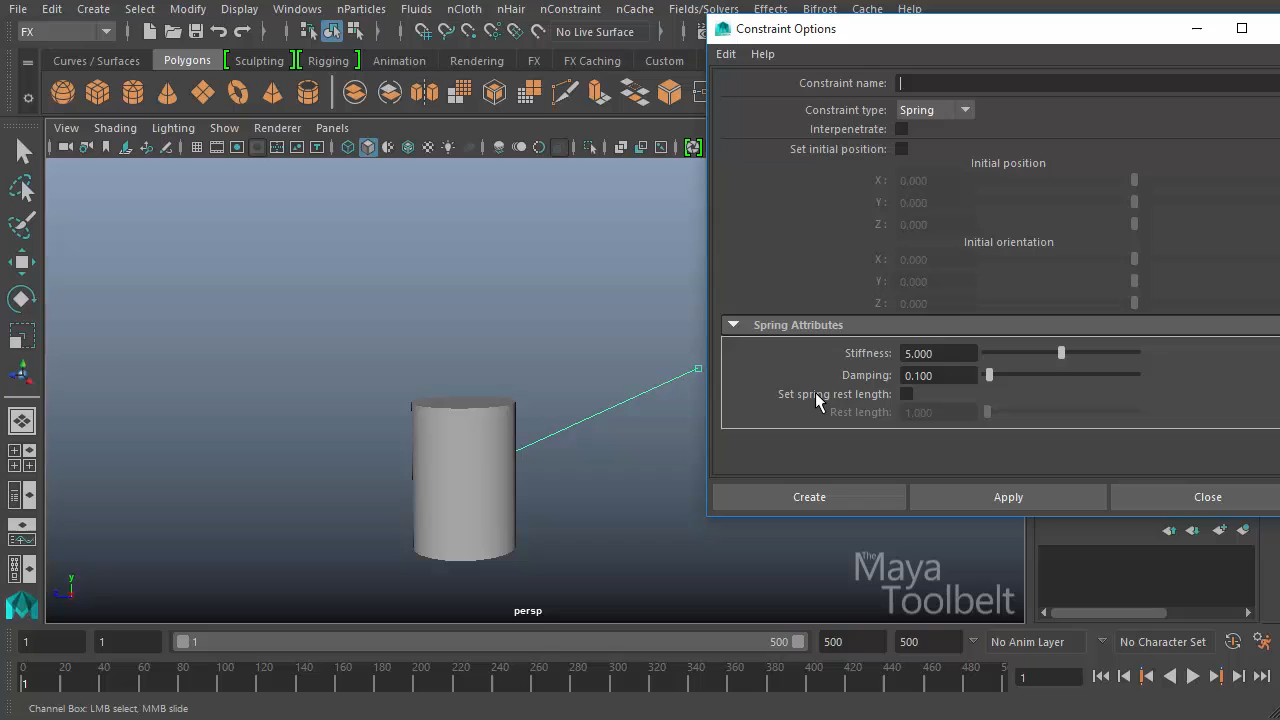 File Edit Create Select Modify Display Windows nParticles Fluids nCloth nHair nConstraint nCache Fields/Solvers Effects Bifrost Cache Help
FX
No Live Surface
Constraint Options
Edit Help
Curves / Surfaces Polygons Sculpting Rigging Animation Rendering FX FX Caching Custom
Constraint name:
Constraint type: Spring
Interpenetrate:
Set initial position:
Initial position
X: 0.000
Y: 0.000
Z: 0.000
Initial orientation
X: 0.000
Y: 0.000
Z: 0.000
Spring Attributes
Stiffness: 5.000
Damping: 0.100
Set spring rest length:
Rest length: 1.000
Create Apply Close
View Shading Lighting Show Renderer Panels
y
persp
The Maya Toolbelt
1 1 1 500 500 500 No Anim Layer No Character Set
0 20 40 60 80 100 120 140 160 180 200 220 240 260 280 300 320 340 360 380 400 420 440 460 480 5
1
1
Channel Box: LMB select, MMB slide